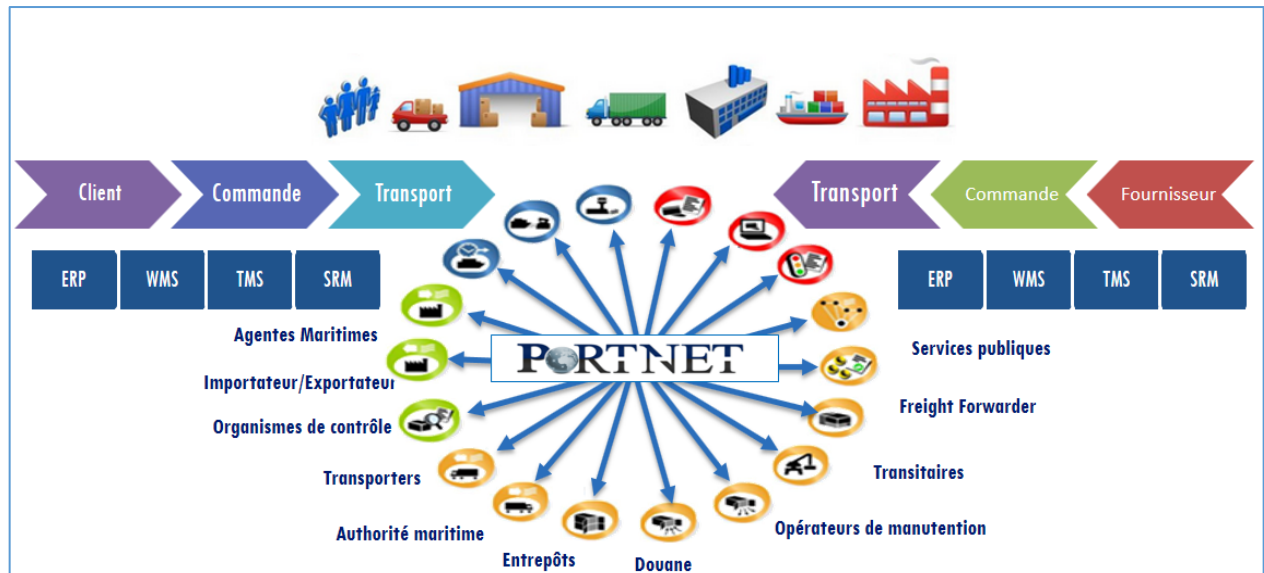 Client
Commande
Transport
Transport
Commande
Fournisseur
ERP
WMS
TMS
SRM
ERP
WMS
TMS
SRM
Agentes Maritimes
Importateur/Exportateur
Organismes de contrôle
Transporters
Authorité maritime
Entrepôts
Douane
PORTNET
Services publiques
Freight Forwarder
Transitaires
Opérateurs de manutention